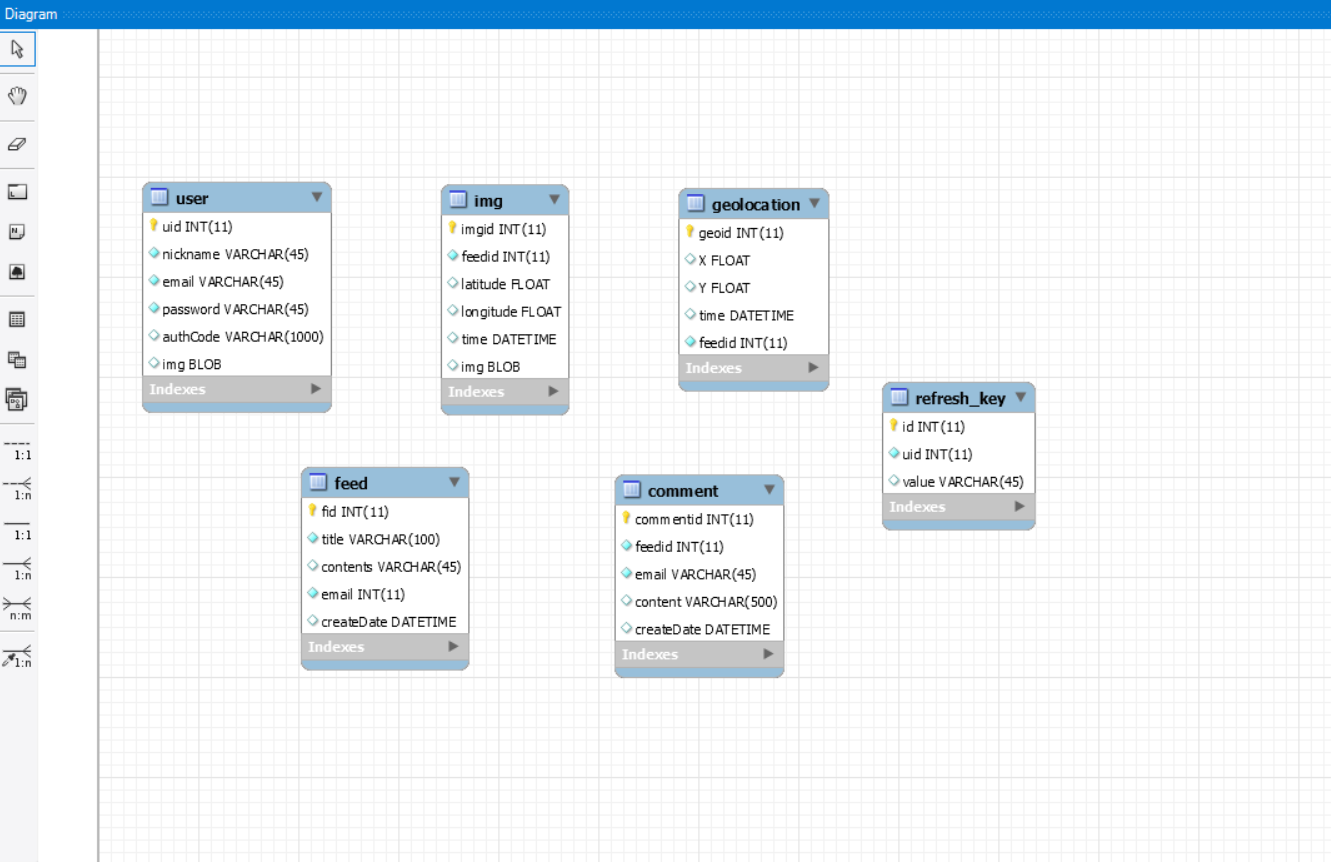 Diagram
user
uid INT(11)
nickname VARCHAR(45)
email VARCHAR(45)
password VARCHAR(45)
authCode VARCHAR(1000)
img BLOB
Indexes
img
imgid INT(11)
feedid INT(11)
latitude FLOAT
longitude FLOAT
time DATETIME
img BLOB
Indexes
geolocation
geoid INT(11)
X FLOAT
Y FLOAT
time DATETIME
feedid INT(11)
Indexes
refresh_key
id INT(11)
uid INT(11)
value VARCHAR(45)
Indexes
feed
fid INT(11)
title VARCHAR(100)
contents VARCHAR(45)
email INT(11)
createDate DATETIME
Indexes
comment
commentid INT(11)
feedid INT(11)
email VARCHAR(45)
content VARCHAR(500)
createDate DATETIME
Indexes
1:1
1:n
1:1
1:n
n:m
1:n